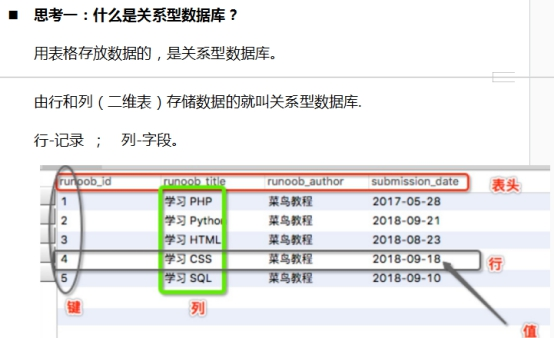 ■ 思考一：什么是关系型数据库？
用表格存放数据的，是关系型数据库。
由行和列（二维表）存储数据的就叫关系型数据库.
行-记录 ； 列-字段。
runoob_id runoob_title runoob_author submission_date 表头
1 学习 PHP 菜鸟教程 2017-05-28
2 学习 Python 菜鸟教程 2018-09-21
3 学习 HTML 菜鸟教程 2018-08-23
4 学习 CSS 菜鸟教程 2018-09-18 行
5 学习 SQL 菜鸟教程 2018-09-10
键 列 值